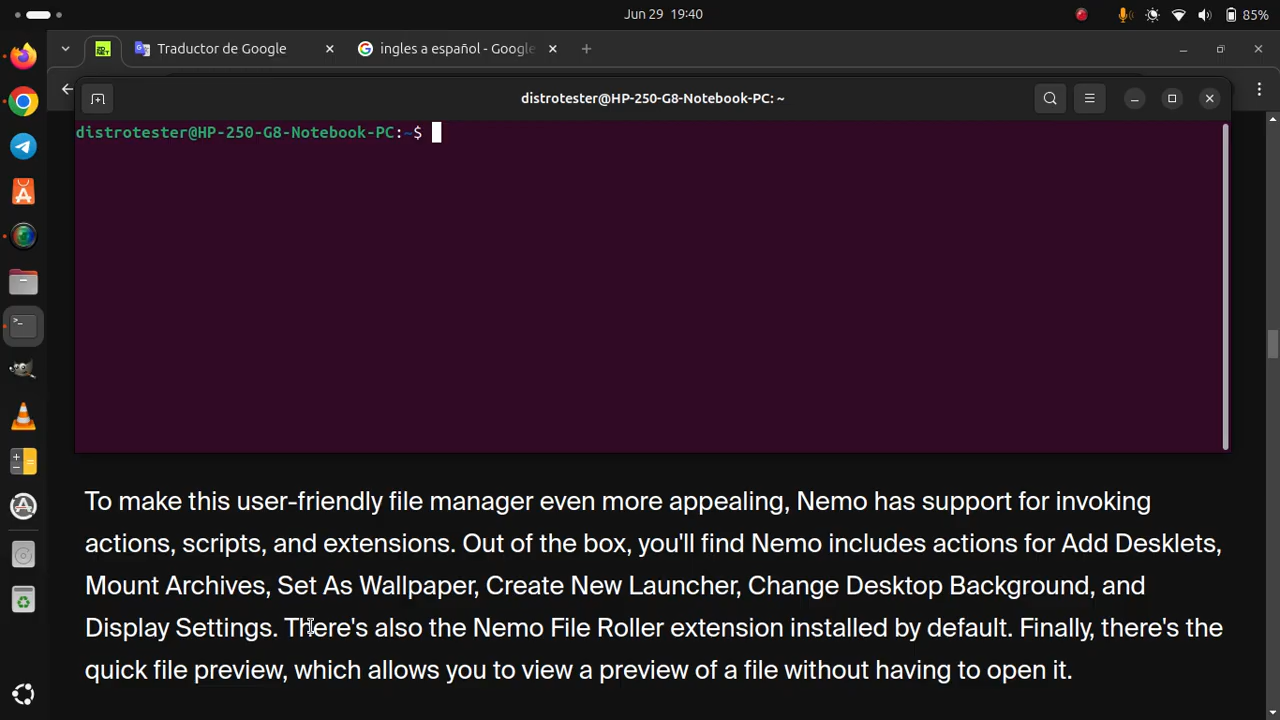 Jun 29 19:40
85%
Traductor de Google
ingles a español - Google
distrotester@HP-250-G8-Notebook-PC: ~
distrotester@HP-250-G8-Notebook-PC:~$
To make this user-friendly file manager even more appealing, Nemo has support for invoking
actions, scripts, and extensions. Out of the box, you'll find Nemo includes actions for Add Desklets,
Mount Archives, Set As Wallpaper, Create New Launcher, Change Desktop Background, and
Display Settings. There's also the Nemo File Roller extension installed by default. Finally, there's the
quick file preview, which allows you to view a preview of a file without having to open it.